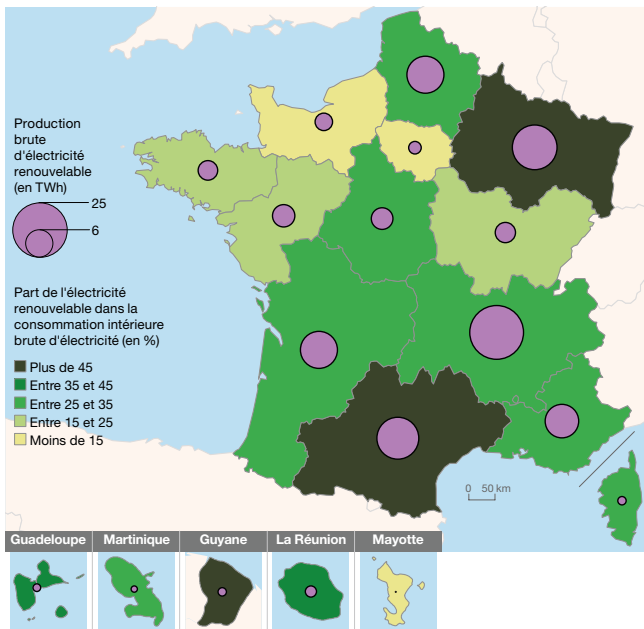 Production
brute
d'électricité
renouvelable
(en TWh)
25
6
Part de l'électricité
renouvelable dans la
consommation intérieure
brute d'électricité (en %)
Plus de 45
Entre 35 et 45
Entre 25 et 35
Entre 15 et 25
Moins de 15
0 50 km
Guadeloupe Martinique Guyane La Réunion Mayotte